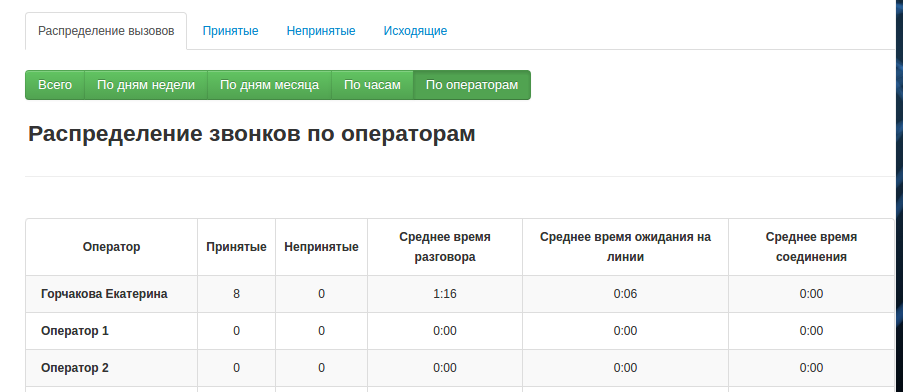 Распределение вызовов Принятые Непринятые Исходящие
Всего По дням недели По дням месяца По часам По операторам
Распределение звонков по операторам
Оператор Принятые Непринятые Среднее время разговора Среднее время ожидания на линии Среднее время соединения
Горчакова Екатерина 8 0 1:16 0:06 0:00
Оператор 1 0 0 0:00 0:00 0:00
Оператор 2 0 0 0:00 0:00 0:00